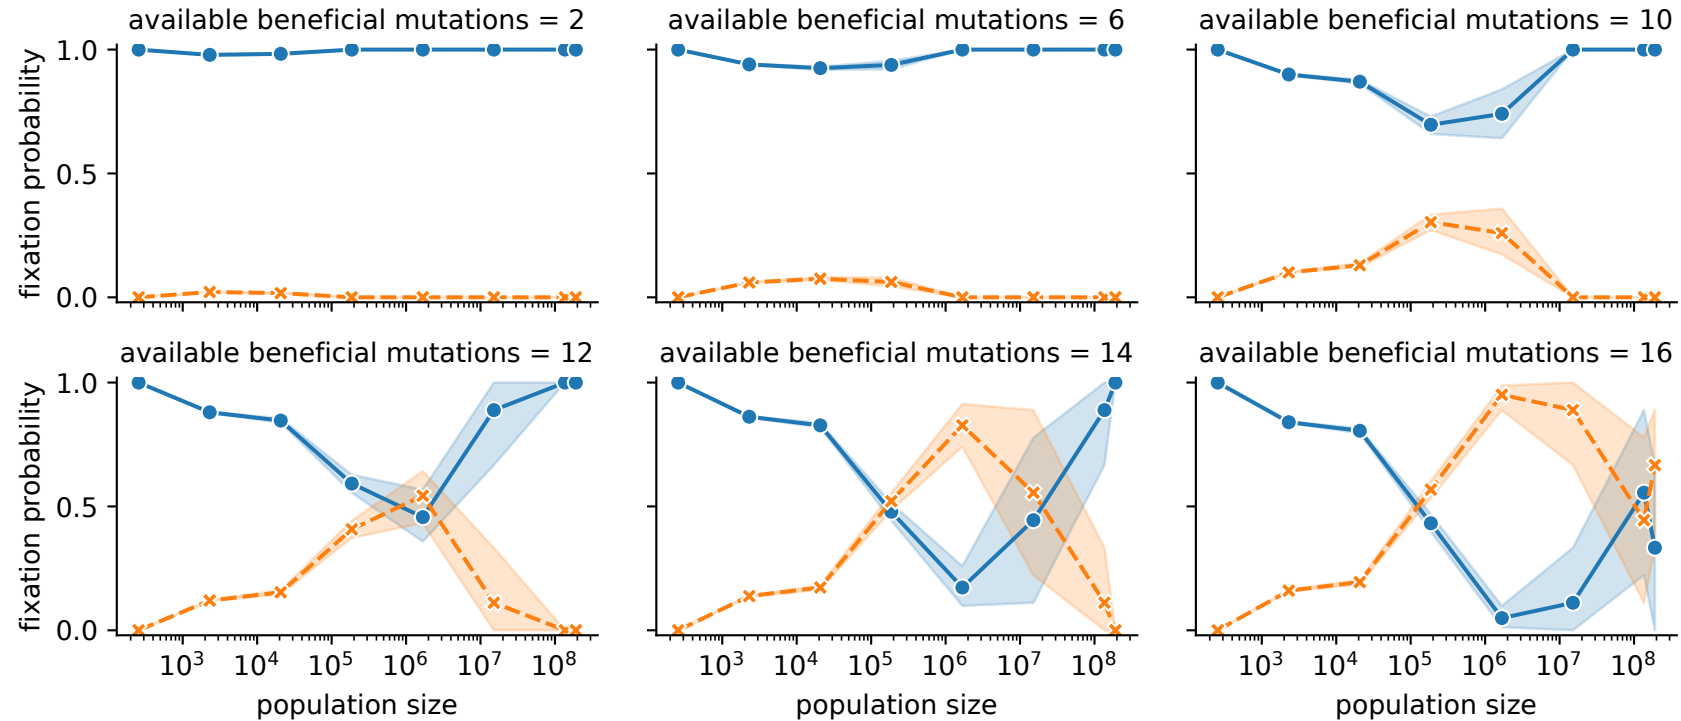 available beneficial mutations = 2
available beneficial mutations = 6
available beneficial mutations = 10
fixation probability
1.0
0.5
0.0
available beneficial mutations = 12
available beneficial mutations = 14
available beneficial mutations = 16
fixation probability
1.0
0.5
0.0
10³ 10⁴ 10⁵ 10⁶ 10⁷ 10⁸
10³ 10⁴ 10⁵ 10⁶ 10⁷ 10⁸
10³ 10⁴ 10⁵ 10⁶ 10⁷ 10⁸
population size
population size
population size